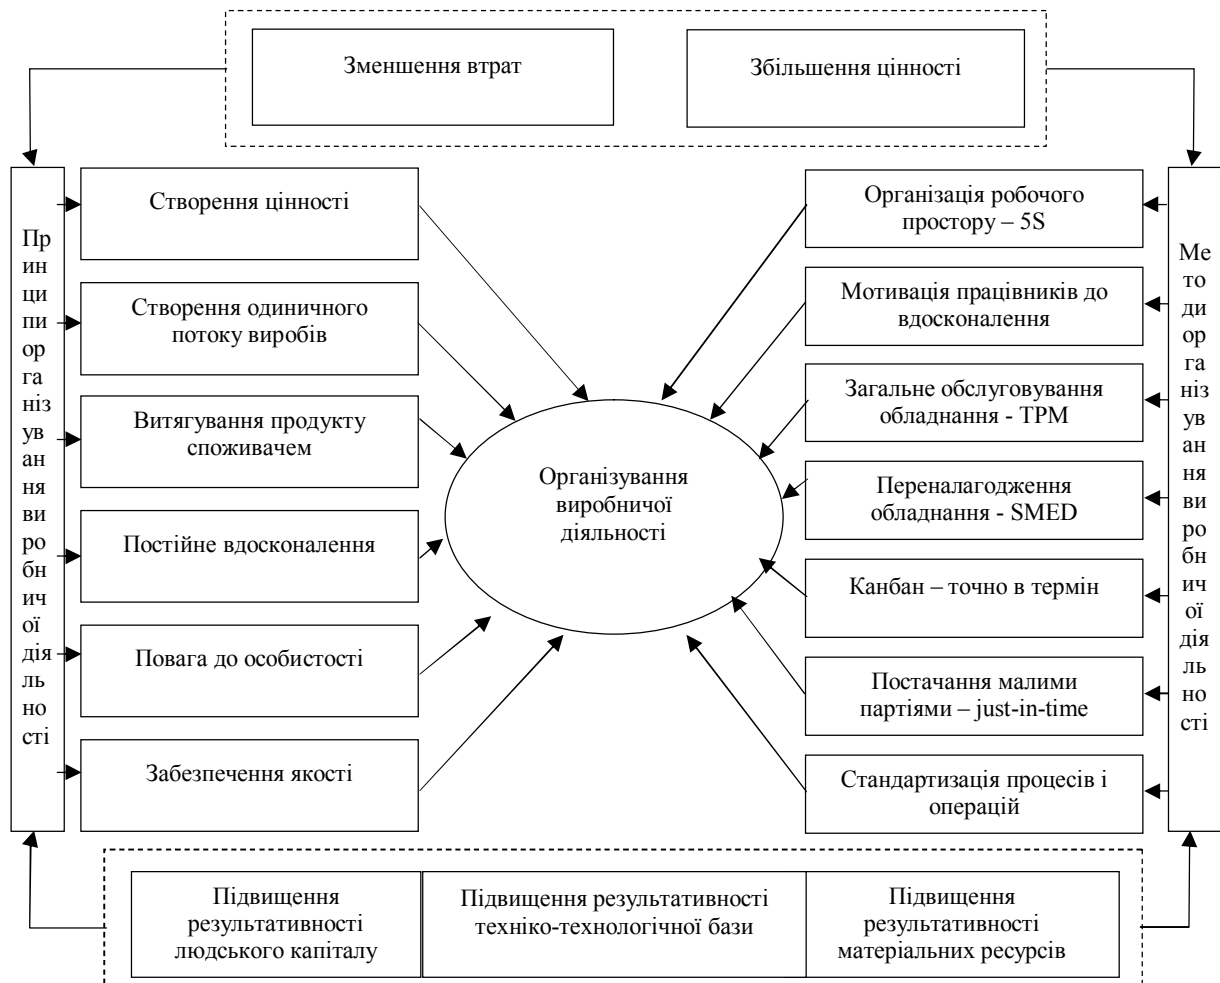 Зменшення втрат
Збільшення цінності
Пр
ин
ци
пи
ор
га
ніз
ув
ан
ня
ви
ро
бн
ич
ої
дія
ль
но
сті
Створення цінності
Створення одиничного
потоку виробів
Витягування продукту
споживачем
Постійне вдосконалення
Повага до особистості
Забезпечення якості
Організування
виробничої
діяльності
Організація робочого
простору – 5S
Мотивація працівників до
вдосконалення
Загальне обслуговування
обладнання - TPM
Переналагодження
обладнання - SMED
Канбан – точно в термін
Постачання малими
партіями – just-in-time
Стандартизація процесів і
операцій
Ме
то
ди
ор
га
ніз
ув
ан
ня
ви
ро
бн
ич
ої
дія
ль
но
сті
Підвищення
результативності
людського капіталу
Підвищення результативності
техніко-технологічної бази
Підвищення
результативності
матеріальних ресурсів